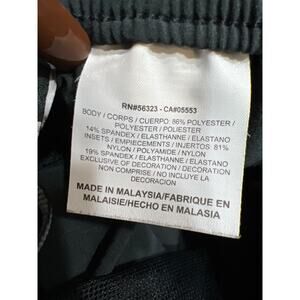 RN#56323 - CA#05553
BODY / CORPS / CUERPO: 86% POLYESTER /
POLYESTER / POLIESTER
14% SPANDEX / ELASTHANNE / ELASTANO
INSETS / EMPIECEMENTS / INJERTOS: 81%
NYLON / POLYAMIDE / NYLON
19% SPANDEX / ELASTHANNE / ELASTANO
EXCLUSIVE OF DECORATION / DECORATION
NON INCLUSE / NO INCLUYE LA
DECORACION
MADE IN MALAYSIA/FABRIQUE EN
MALAISIE/HECHO EN MALASIA